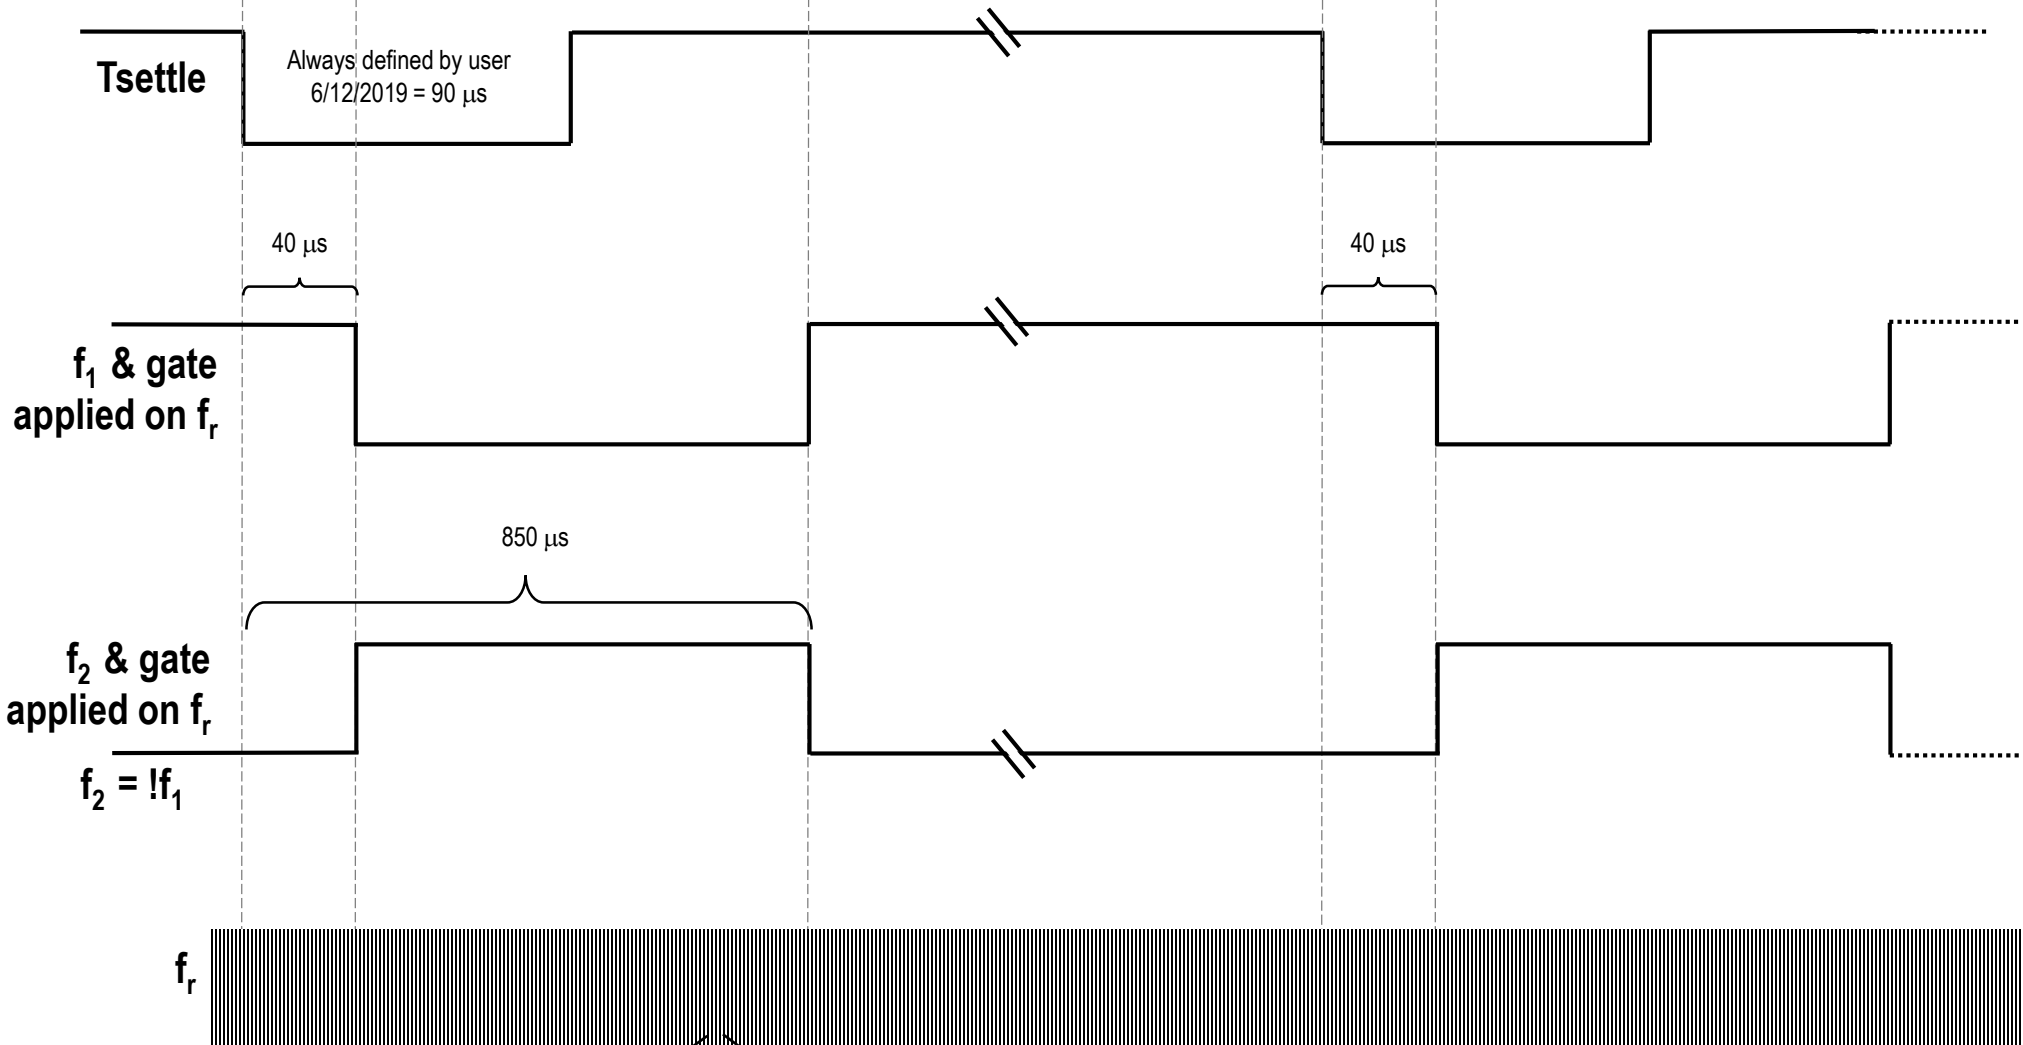 Tsettle
Always defined by user
6/12/2019 = 90 μs
40 μs
40 μs
f₁ & gate
applied on fᵣ
850 μs
f₂ & gate
applied on fᵣ
f₂ = !f₁
fᵣ